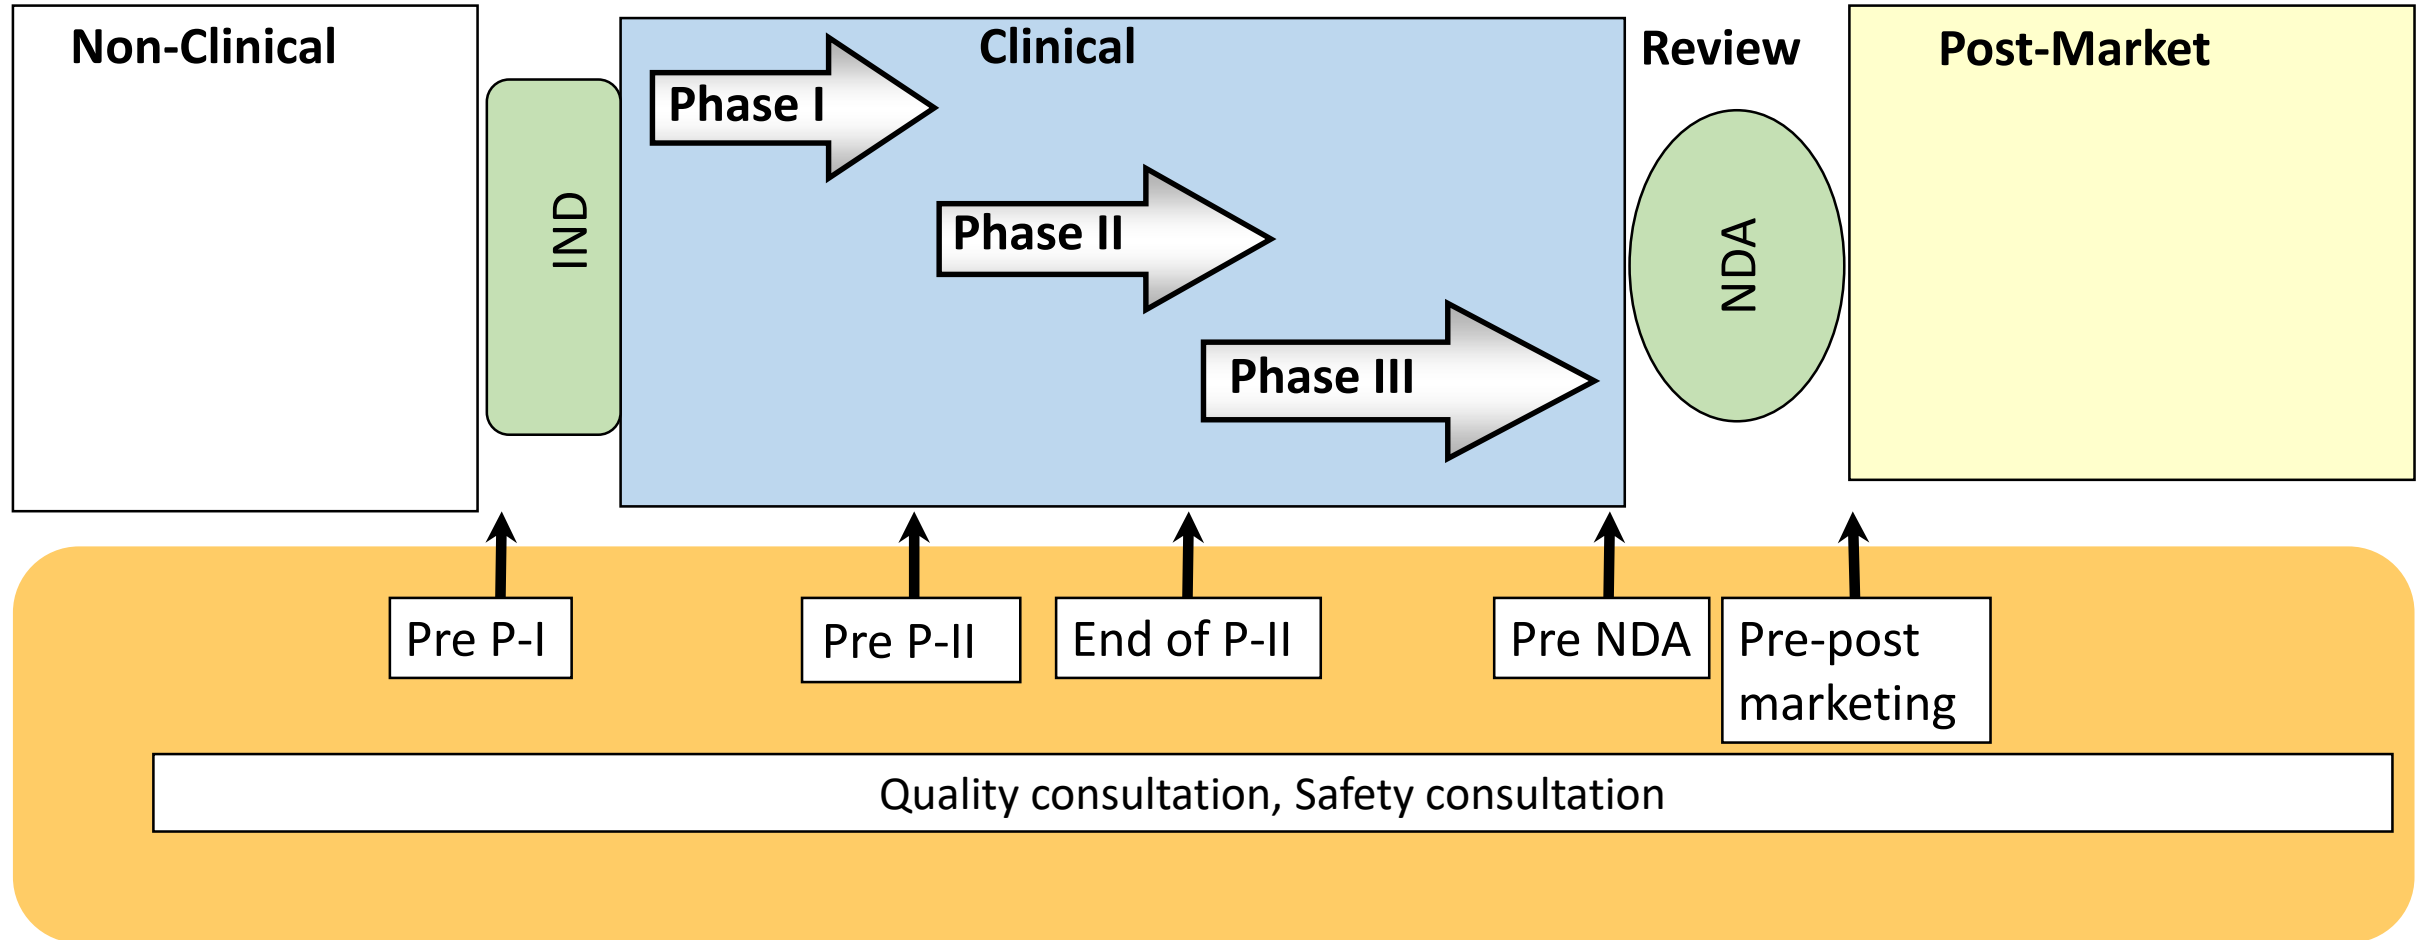 Non-Clinical
Clinical
Review
Post-Market
Phase I
IND
Phase II
NDA
Phase III
Pre P-I
Pre P-II
End of P-II
Pre NDA
Pre-post
marketing
Quality consultation, Safety consultation